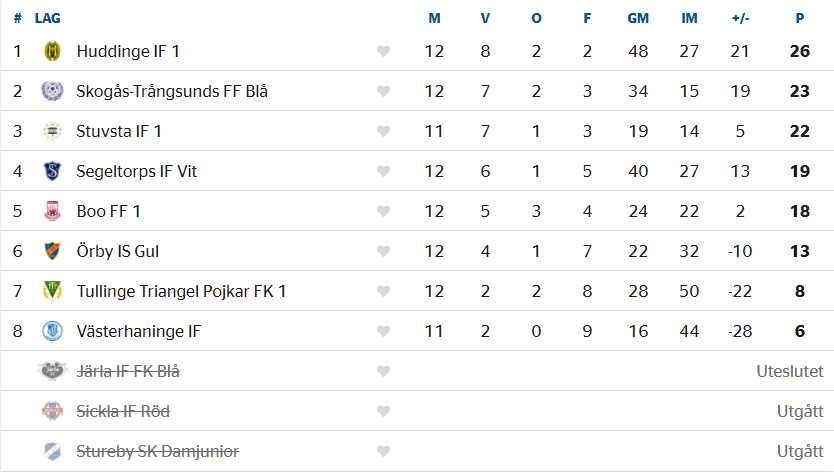 # LAG M V O F GM IM +/- P
1 Huddinge IF 1 12 8 2 2 48 27 21 26
2 Skogås-Trångsunds FF Blå 12 7 2 3 34 15 19 23
3 Stuvsta IF 1 11 7 1 3 19 14 5 22
4 Segeltorps IF Vit 12 6 1 5 40 27 13 19
5 Boo FF 1 12 5 3 4 24 22 2 18
6 Örby IS Gul 12 4 1 7 22 32 -10 13
7 Tullinge Triangel Pojkar FK 1 12 2 2 8 28 50 -22 8
8 Västerhaninge IF 11 2 0 9 16 44 -28 6
Järla IF FK Blå Uteslutet
Sickla IF Röd Utgått
Stureby SK Damjunior Utgått